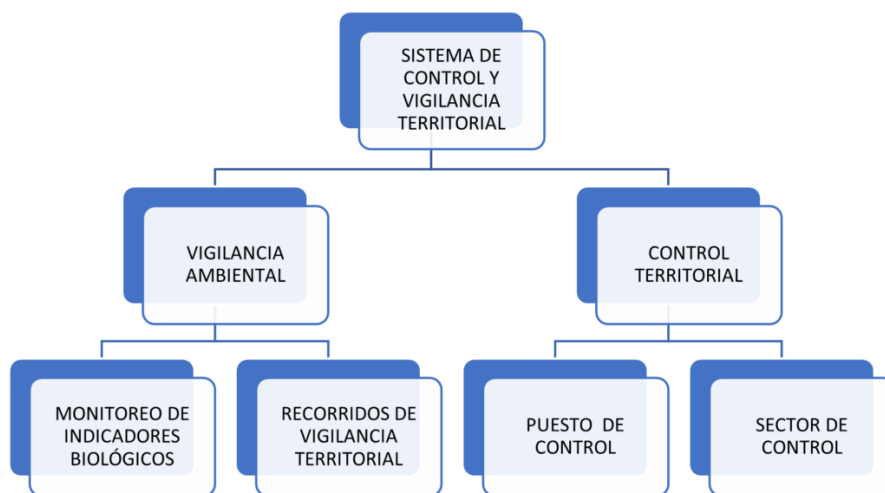 SISTEMA DE
CONTROL Y
VIGILANCIA
TERRITORIAL
VIGILANCIA
AMBIENTAL
CONTROL
TERRITORIAL
MONITOREO DE
INDICADORES
BIOLÓGICOS
RECORRIDOS DE
VIGILANCIA
TERRITORIAL
PUESTO DE
CONTROL
SECTOR DE
CONTROL